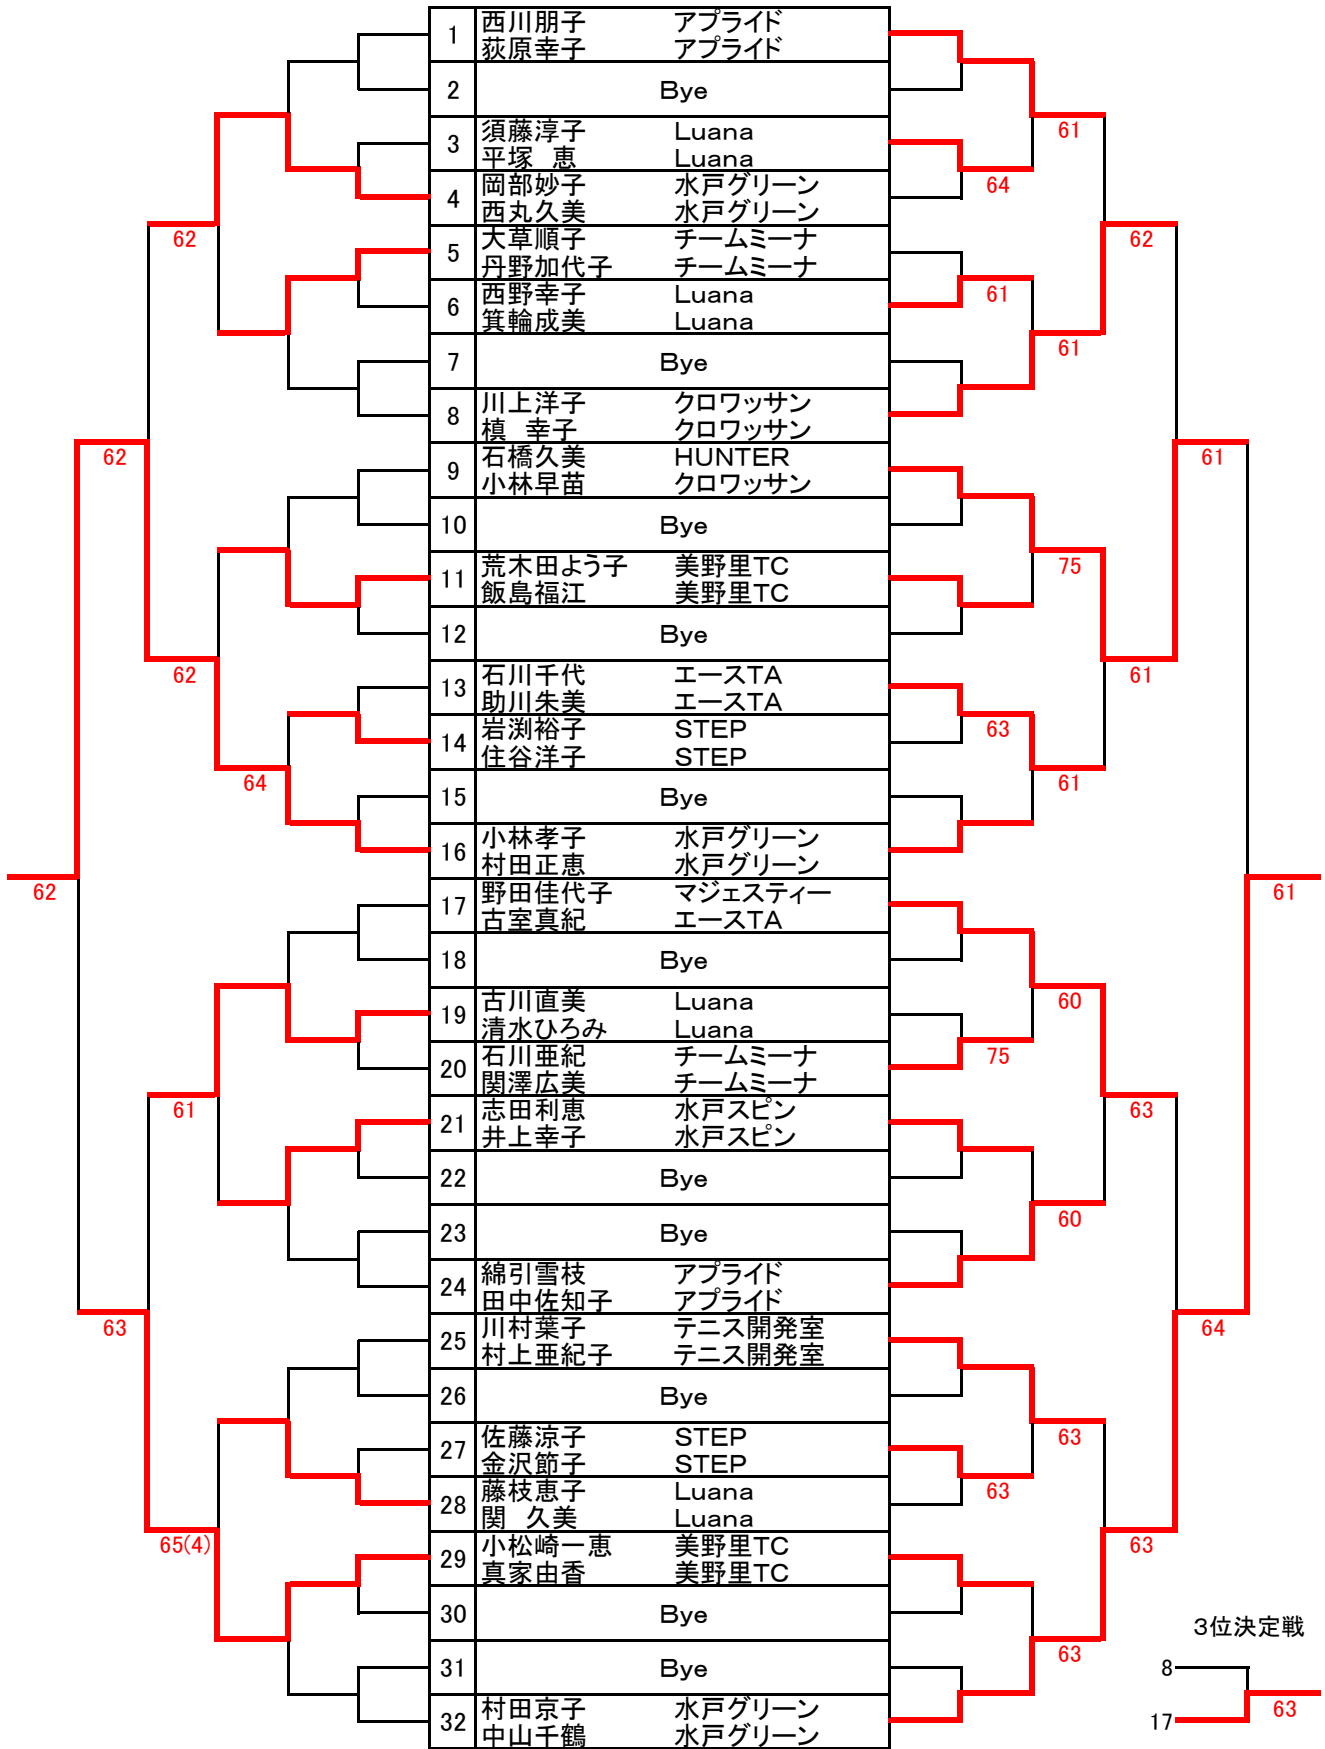 1 西川朋子 アプライド
荻原幸子 アプライド
2 Bye
3 須藤淳子 Luana
平塚 恵 Luana
61
4 岡部妙子 水戸グリーン
64
西丸久美 水戸グリーン
5 大草順子 チームミーナ
62 62
丹野加代子 チームミーナ
6 西野幸子 Luana
61
箕輪成美 Luana
61
7 Bye
8 川上洋子 クロワッサン
槙 幸子 クロワッサン
9 石橋久美 HUNTER
62 61
小林早苗 クロワッサン
10 Bye
11 荒木田よう子 美野里TC
75
飯島福江 美野里TC
12 Bye
13 石川千代 エースTA
62 61
助川朱美 エースTA
14 岩渕裕子 STEP
63
住谷洋子 STEP
64 61
15 Bye
16 小林孝子 水戸グリーン
村田正恵 水戸グリーン
62 61
17 野田佳代子 マジェスティー
古室真紀 エースTA
18 Bye
19 古川直美 Luana
60
清水ひろみ Luana
20 石川亜紀 チームミーナ
75
関澤広美 チームミーナ
21 志田利恵 水戸スピン
61 63
井上幸子 水戸スピン
22 Bye
60
23 Bye
24 綿引雪枝 アプライド
田中佐知子 アプライド
25 川村葉子 テニス開発室
63 64
村上亜紀子 テニス開発室
26 Bye
27 佐藤涼子 STEP
63
金沢節子 STEP
28 藤枝恵子 Luana
63
関 久美 Luana
29 小松崎一恵 美野里TC
65(4) 63
真家由香 美野里TC
30 Bye
3位決定戦
63
31 Bye
8
32 村田京子 水戸グリーン
63
17
中山千鶴 水戸グリーン